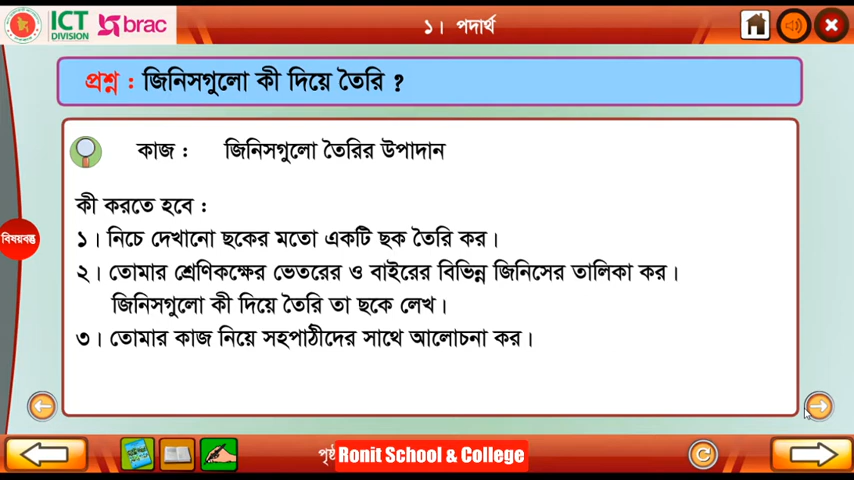 ICT
DIVISION
brac
১। পদার্থ
প্রশ্ন : জিনিসগুলো কী দিয়ে তৈরি ?
কাজ : জিনিসগুলো তৈরির উপাদান
কী করতে হবে :
১। নিচে দেখানো ছকের মতো একটি ছক তৈরি কর।
বিষয়বস্তু
২। তোমার শ্রেণিকক্ষের ভেতরের ও বাইরের বিভিন্ন জিনিসের তালিকা কর।
জিনিসগুলো কী দিয়ে তৈরি তা ছকে লেখ।
৩। তোমার কাজ নিয়ে সহপাঠীদের সাথে আলোচনা কর।
Ronit School & College